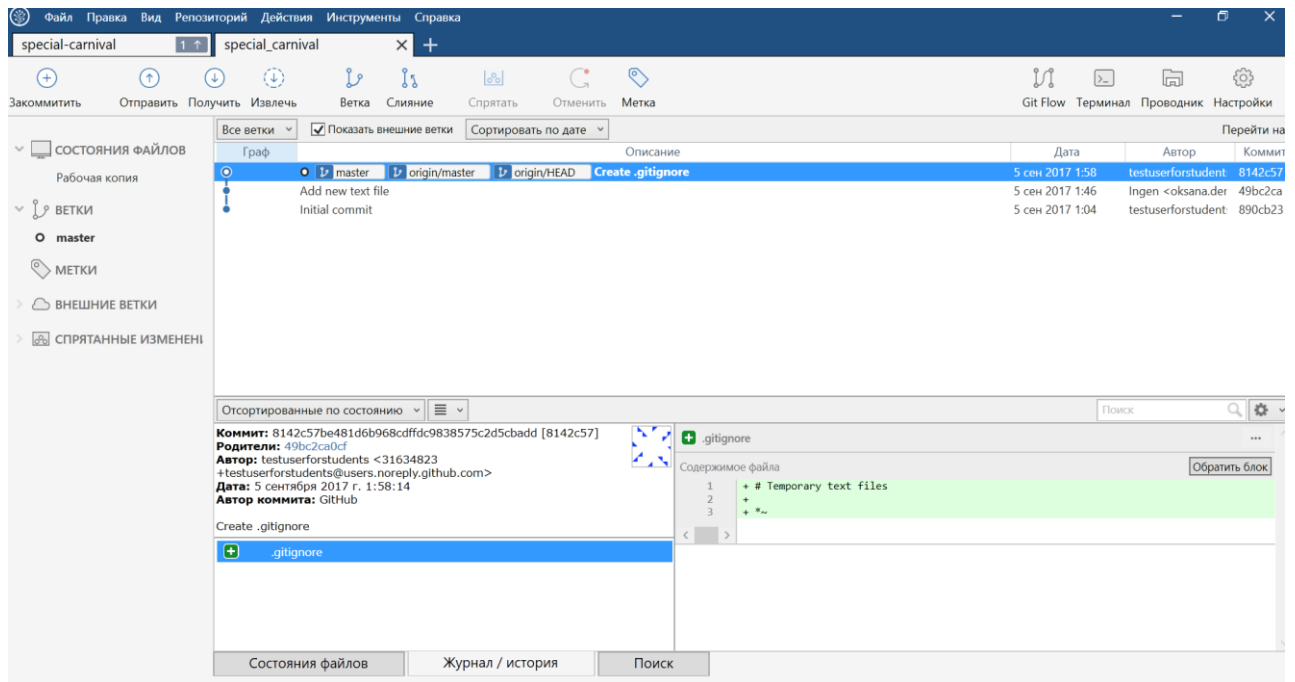 Файл Правка Вид Репозиторий Действия Инструменты Справка
special-carnival 1 ↑ special_carnival
Закоммитить Отправить Получить Извлечь Ветка Слияние Спрятать Отменить Метка Git Flow Терминал Проводник Настройки
Все ветки Показать внешние ветки Сортировать по дате Перейти на
СОСТОЯНИЯ ФАЙЛОВ
Рабочая копия
ВЕТКИ
master
МЕТКИ
ВНЕШНИЕ ВЕТКИ
СПРЯТАННЫЕ ИЗМЕНЕНИ
Граф Описание Дата Автор Коммит
master origin/master origin/HEAD Create .gitignore 5 сен 2017 1:58 testuserforstudent 8142c57
Add new text file 5 сен 2017 1:46 Ingen <oksana.der 49bc2ca
Initial commit 5 сен 2017 1:04 testuserforstudent 890cb23
Отсортированные по состоянию Поиск
Коммит: 8142c57be481d6b968cdffdc9838575c2d5cbadd [8142c57]
Родители: 49bc2ca0cf
Автор: testuserforstudents <31634823
+testuserforstudents@users.noreply.github.com>
Дата: 5 сентября 2017 г. 1:58:14
Автор коммита: GitHub
Create .gitignore
.gitignore
.gitignore
Содержимое файла Обратить блок
1 + # Temporary text files
2 +
3 + *~
Состояния файлов Журнал / история Поиск